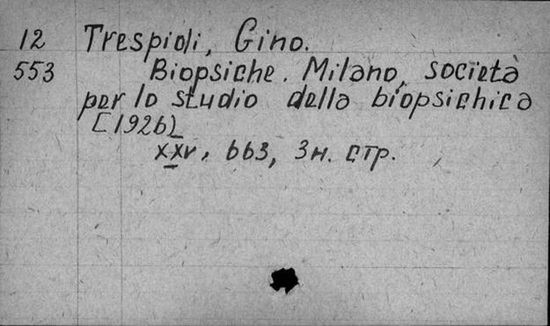 12 Trespioli, Gino.
553 Biopsiche. Milano, società
per lo studio della biopsichica
[1926]
XXV, 663, 3н. стр.